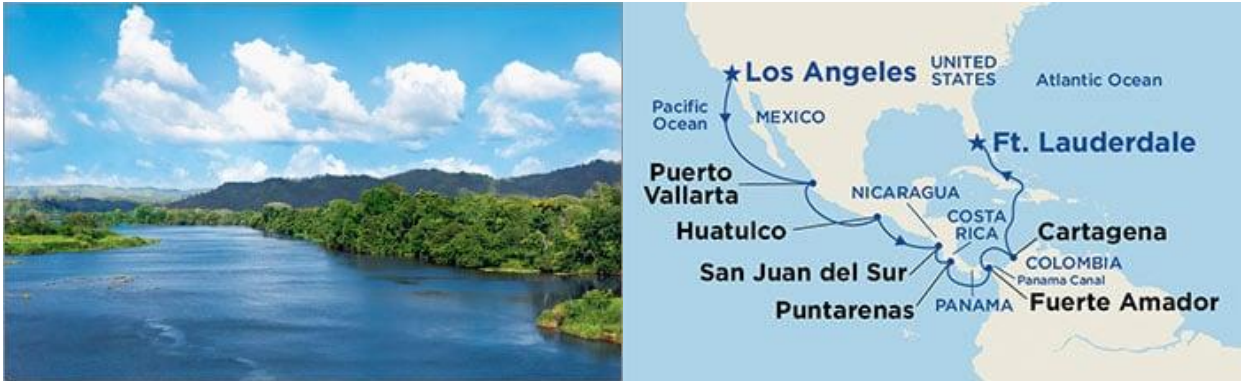 Los Angeles
UNITED
STATES
Atlantic Ocean
Pacific
Ocean
MEXICO
Ft. Lauderdale
Puerto
Vallarta
NICARAGUA
Huatulco
COSTA
RICA
Cartagena
San Juan del Sur
COLOMBIA
Panama Canal
Puntarenas
PANAMA
Fuerte Amador